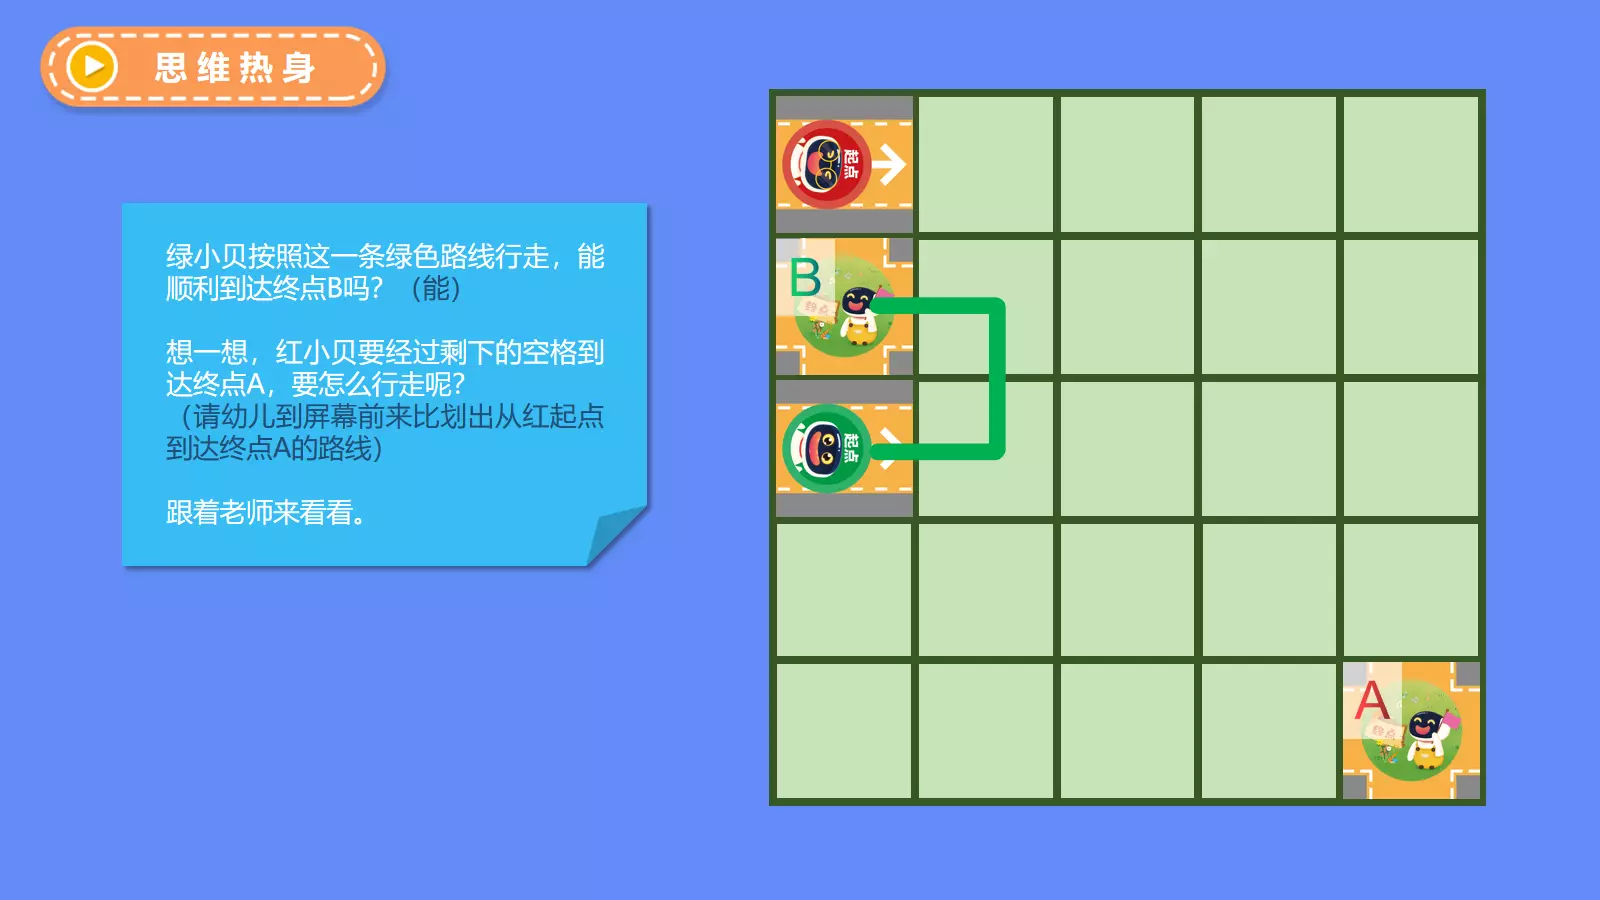 思维热身
绿小贝按照这一条绿色路线行走，能
顺利到达终点B吗？（能）
想一想，红小贝要经过剩下的空格到
达终点A，要怎么行走呢？
（请幼儿到屏幕前来比划出从红起点
到达终点A的路线）
跟着老师来看看。
起点
B
终点
起点
A
终点